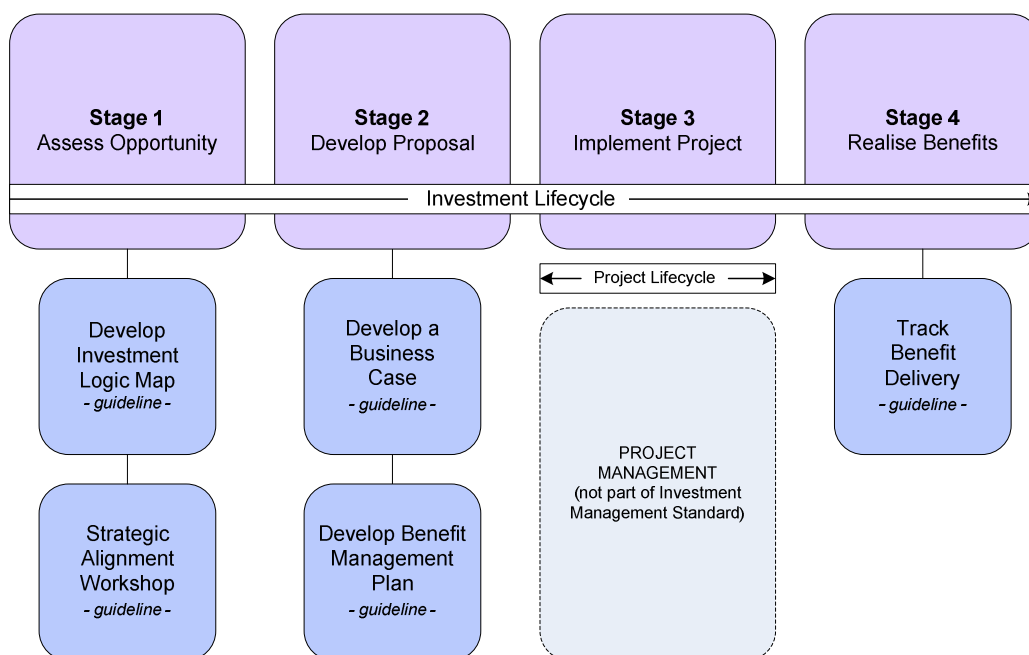 Stage 1
Assess Opportunity
Stage 2
Develop Proposal
Stage 3
Implement Project
Stage 4
Realise Benefits
Investment Lifecycle
Project Lifecycle
Develop
Investment
Logic Map
- guideline -
Develop a
Business
Case
- guideline -
Track
Benefit
Delivery
- guideline -
PROJECT
MANAGEMENT
(not part of Investment
Management Standard)
Strategic
Alignment
Workshop
- guideline -
Develop Benefit
Management
Plan
- guideline -